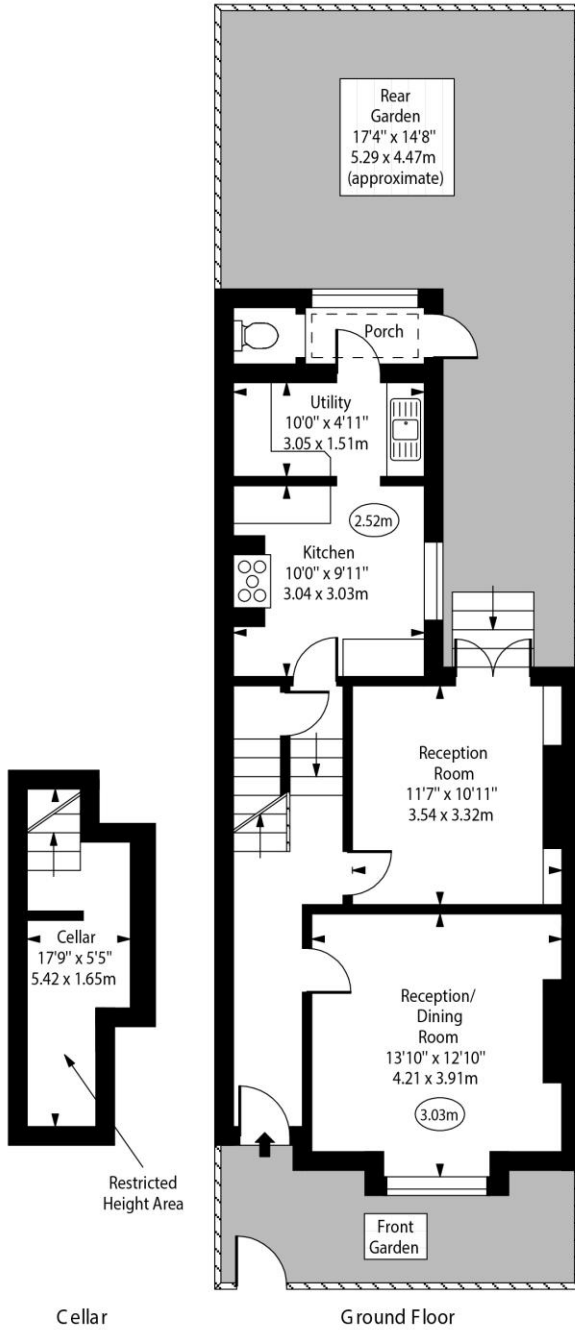 Rear
Garden
17'4" x 14'8"
5.29 x 4.47m
(approximate)
Porch
Utility
10'0" x 4'11"
3.05 x 1.51m
2.52m
Kitchen
10'0" x 9'11"
3.04 x 3.03m
Reception
Room
11'7" x 10'11"
3.54 x 3.32m
Cellar
17'9" x 5'5"
5.42 x 1.65m
Reception/
Dining
Room
13'10" x 12'10"
4.21 x 3.91m
3.03m
Restricted
Height Area
Front
Garden
Cellar
Ground Floor